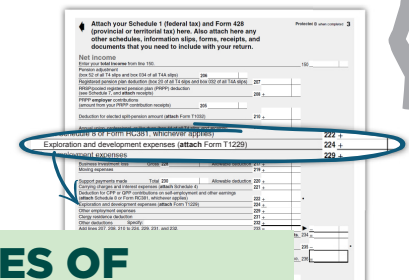 Attach your Schedule 1 (federal tax) and Form 428
(provincial or territorial tax) here. Also attach here any
other schedules, information slips, forms, receipts, and
documents that you need to include with your return.
Protected B when completed 3
Net income
Enter your total income from line 150. 150
Pension adjustment
(box 52 of all T4 slips and box 034 of all T4A slips) 206
Registered pension plan deduction (box 20 of all T4 slips and box 032 of all T4A slips) 207
RRSP/pooled registered pension plan (PRPP) deduction
(see Schedule 7, and attach receipts) 208 +
PRPP employer contributions
(amount from your PRPP contribution receipts) 205
Deduction for elected split-pension amount (attach Form T1032) 210 +
8 or Form RC381, whichever applies) 222 +
Exploration and development expenses (attach Form T1229) 224 +
expenses 229 +
Business investment loss Gross 228 Allowable deduction 217 +
Moving expenses 219 +
Support payments made Total 230 Allowable deduction 220 +
Carrying charges and interest expenses (attach Schedule 4) 221 +
Deduction for CPP or QPP contributions on self-employment and other earnings
(attach Schedule 8 or Form RC381, whichever applies) 222 +
Exploration and development expenses (attach Form T1229) 224 +
Other employment expenses 229 +
Clergy residence deduction 231 +
Other deductions Specify: 232 +
Add lines 207, 208, 210 to 224, 229, 231, and 232. 233
234
235
236
ES OF